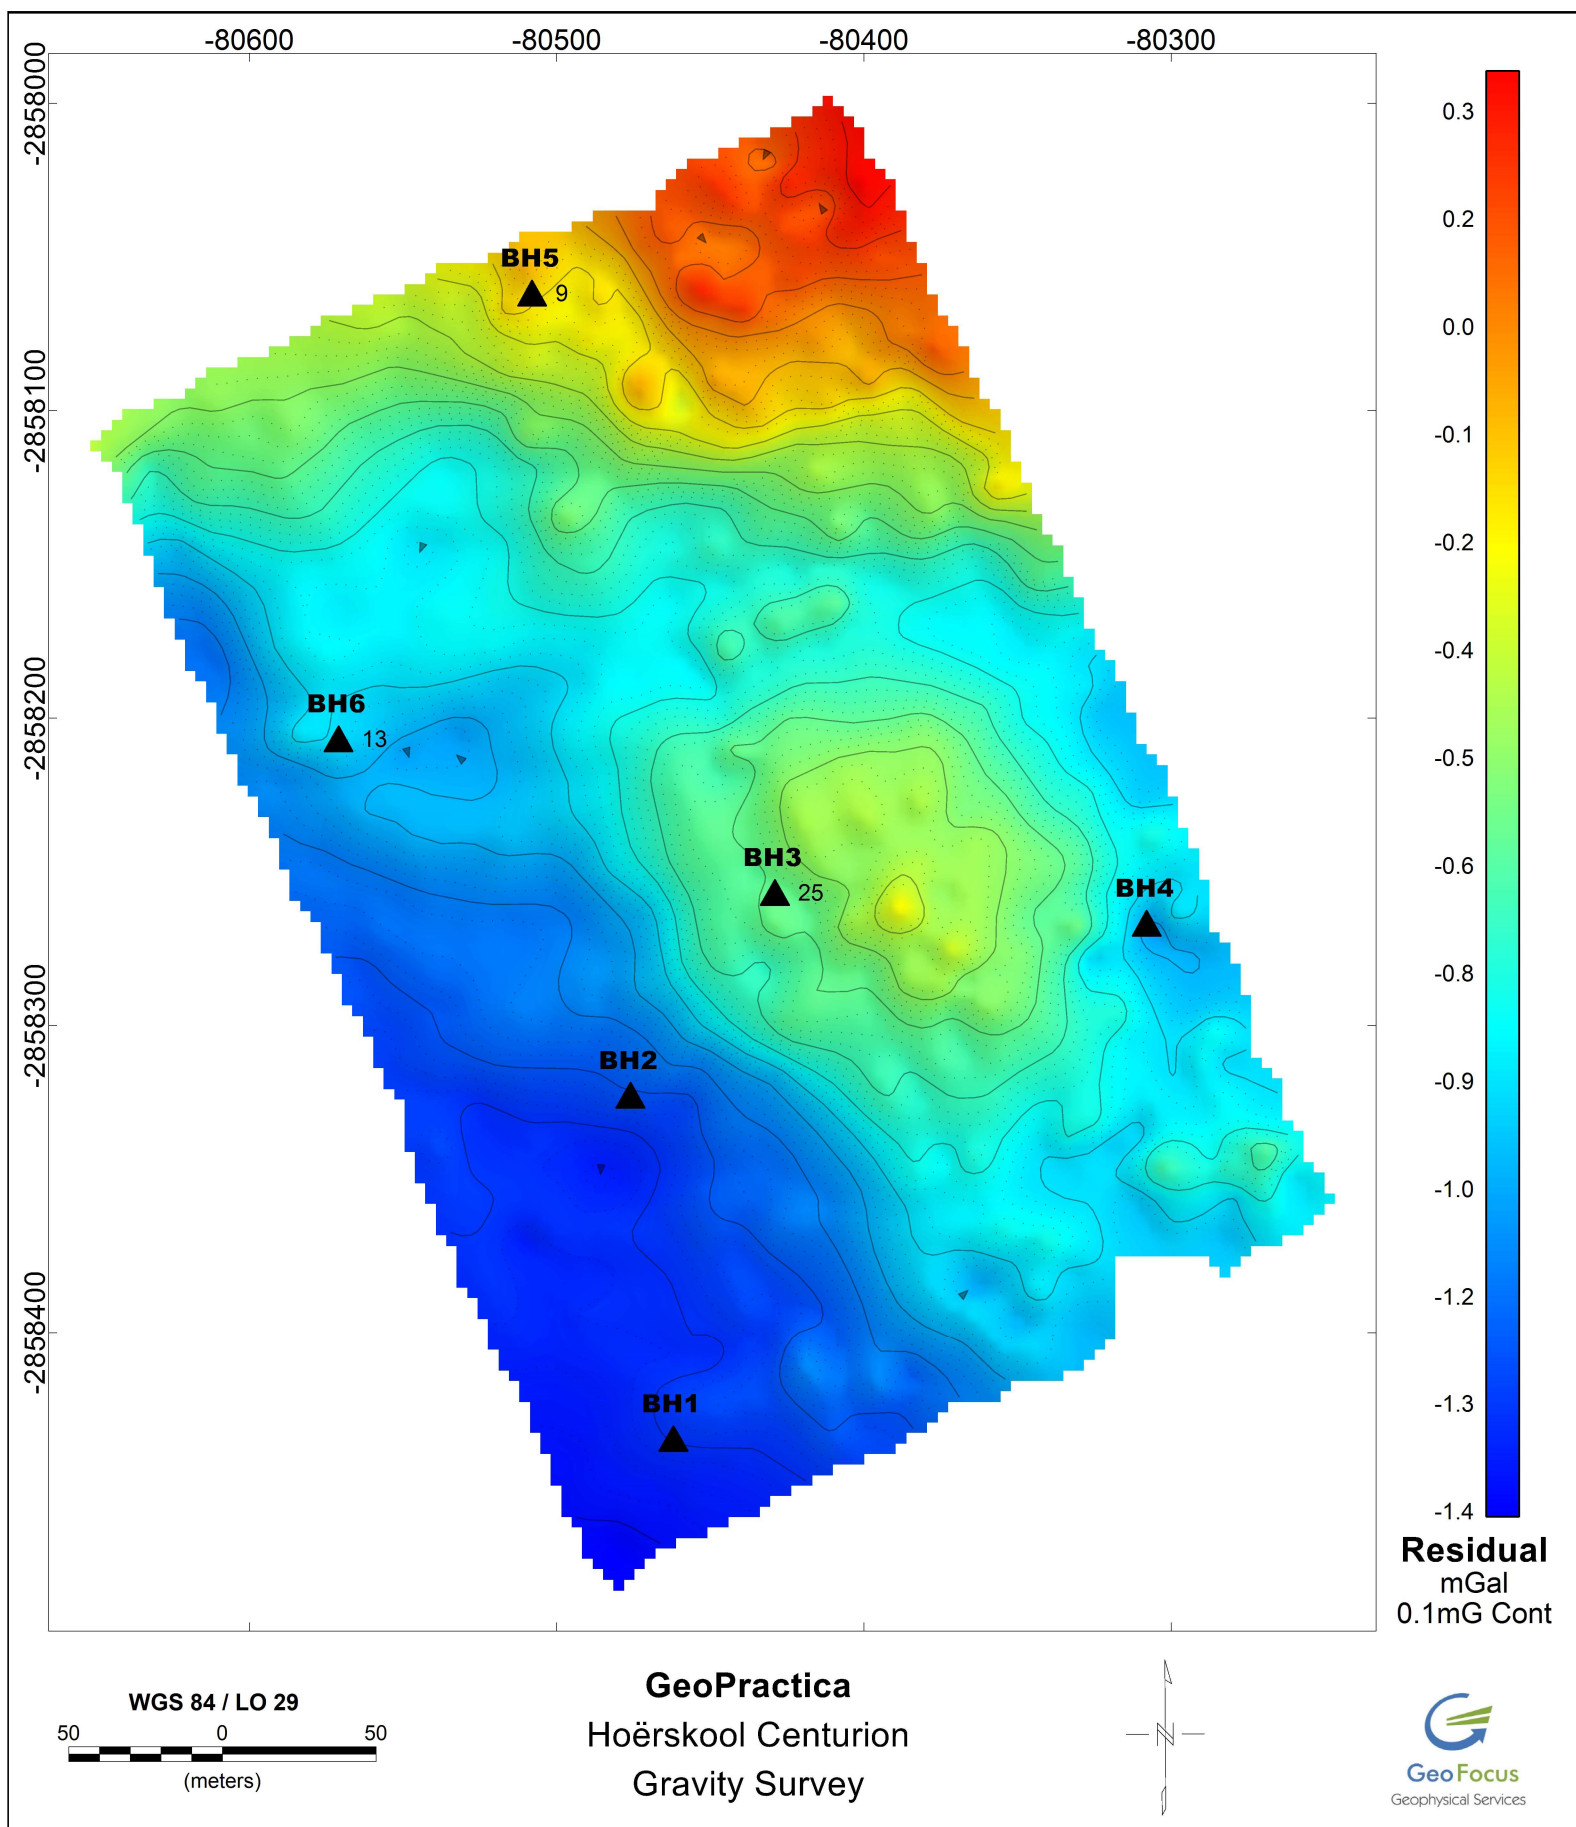 -80600 -80500 -80400 -80300
-2858000
-2858100
-2858200
-2858300
-2858400
BH5
9
BH6
13
BH3
25
BH4
BH2
BH1
0.3
0.2
0.0
-0.1
-0.2
-0.4
-0.5
-0.6
-0.8
-0.9
-1.0
-1.2
-1.3
-1.4
Residual
mGal
0.1mG Cont
WGS 84 / LO 29
50 0 50
(meters)
GeoPractica
Hoërskool Centurion
Gravity Survey
N
GeoFocus
Geophysical Services